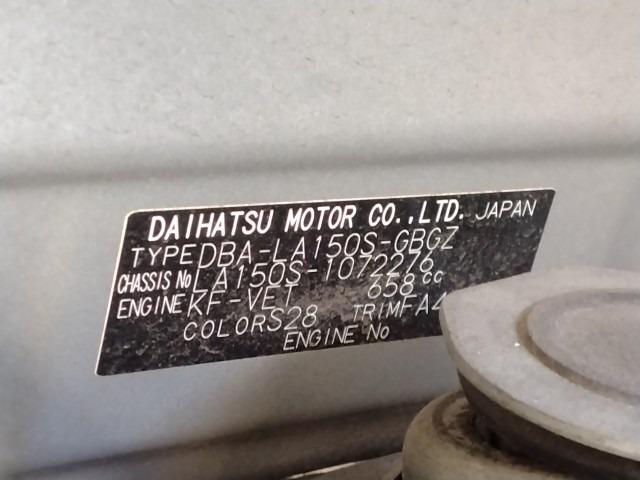 DAIHATSU MOTOR CO.,LTD. JAPAN
TYPE DBA-LA150S-GBGZ
CHASSIS No LA150S-1072276
ENGINE KF-VET 658 cc
COLOR S28 TRIM FA4
ENGINE No